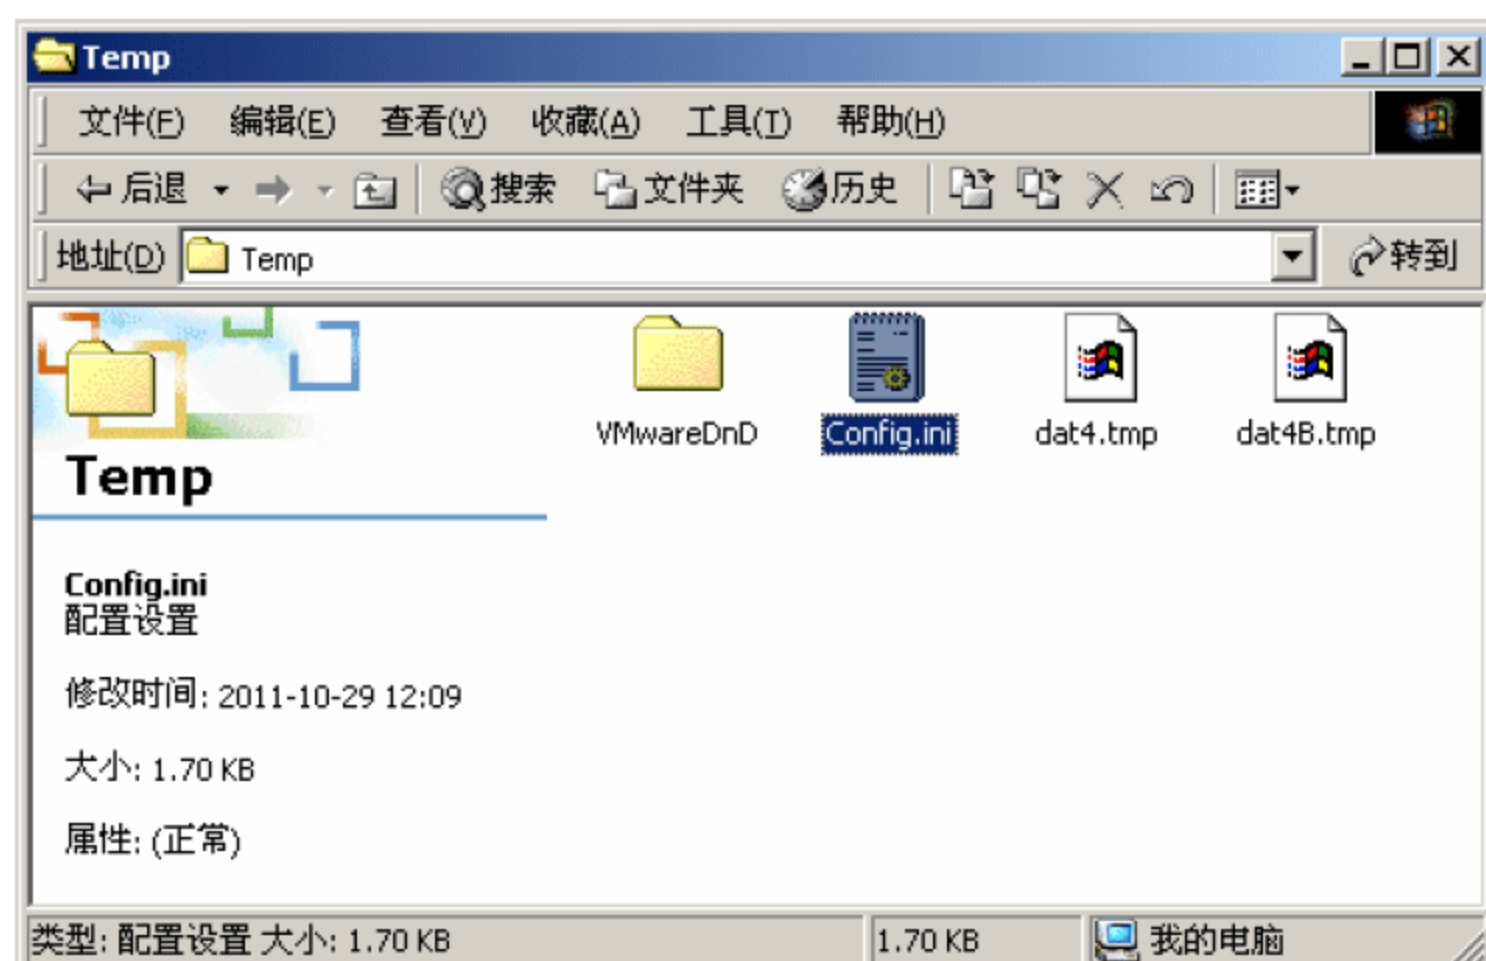 Temp
文件(F) 编辑(E) 查看(V) 收藏(A) 工具(T) 帮助(H)
后退 搜索 文件夹 历史
地址(D) Temp 转到
VMwareDnD Config.ini dat4.tmp dat4B.tmp
Temp
Config.ini
配置设置
修改时间: 2011-10-29 12:09
大小: 1.70 KB
属性: (正常)
类型: 配置设置 大小: 1.70 KB 1.70 KB 我的电脑